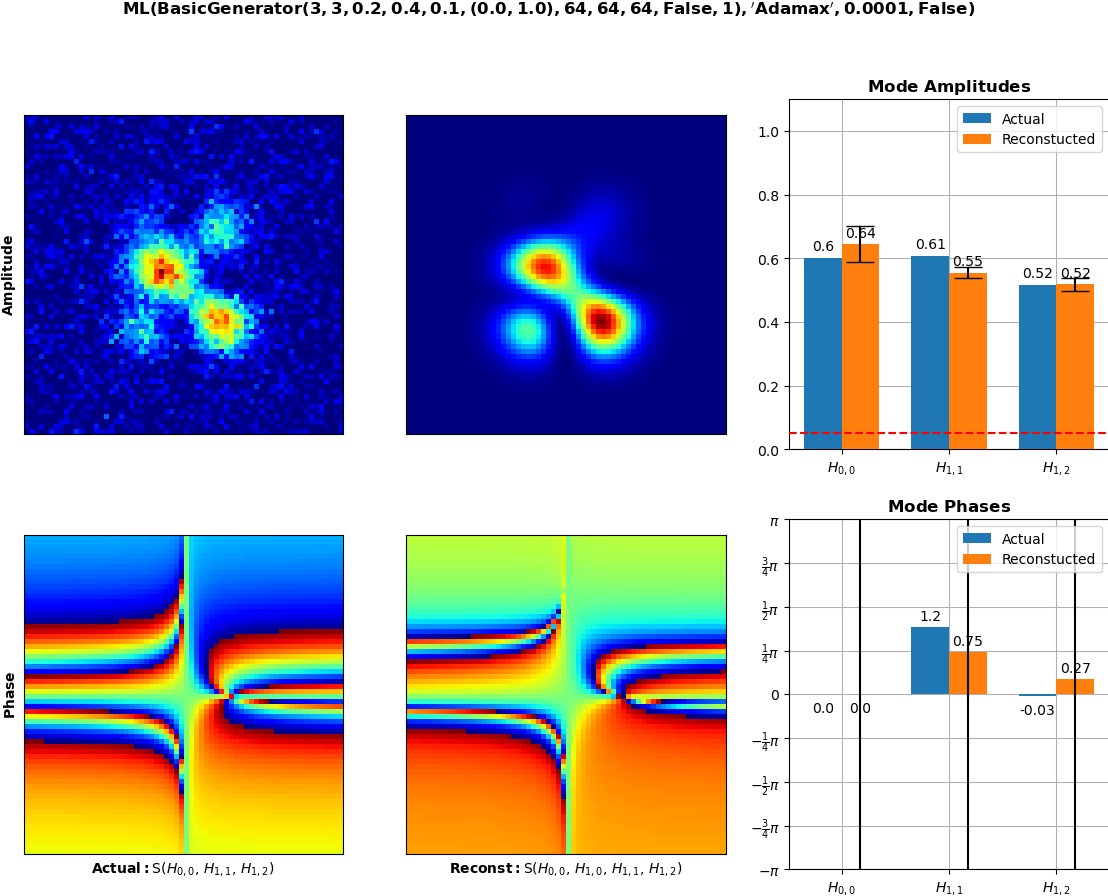 ML(BasicGenerator(3, 3, 0.2, 0.4, 0.1, (0.0, 1.0), 64, 64, 64, False, 1), ′Adamax′, 0.0001, False)
Amplitude
Mode Amplitudes
Actual
Reconstucted
1.0
0.8
0.6
0.4
0.2
0.0
0.6
0.64
0.61
0.55
0.52
0.52
H0,0
H1,1
H1,2
Phase
Actual: S(H0,0, H1,1, H1,2)
Reconst: S(H0,0, H1,0, H1,1, H1,2)
Mode Phases
Actual
Reconstucted
π
3/4π
1/2π
1/4π
0
−1/4π
−1/2π
−3/4π
−π
0.0
0.0
1.2
0.75
-0.03
0.27
H0,0
H1,1
H1,2